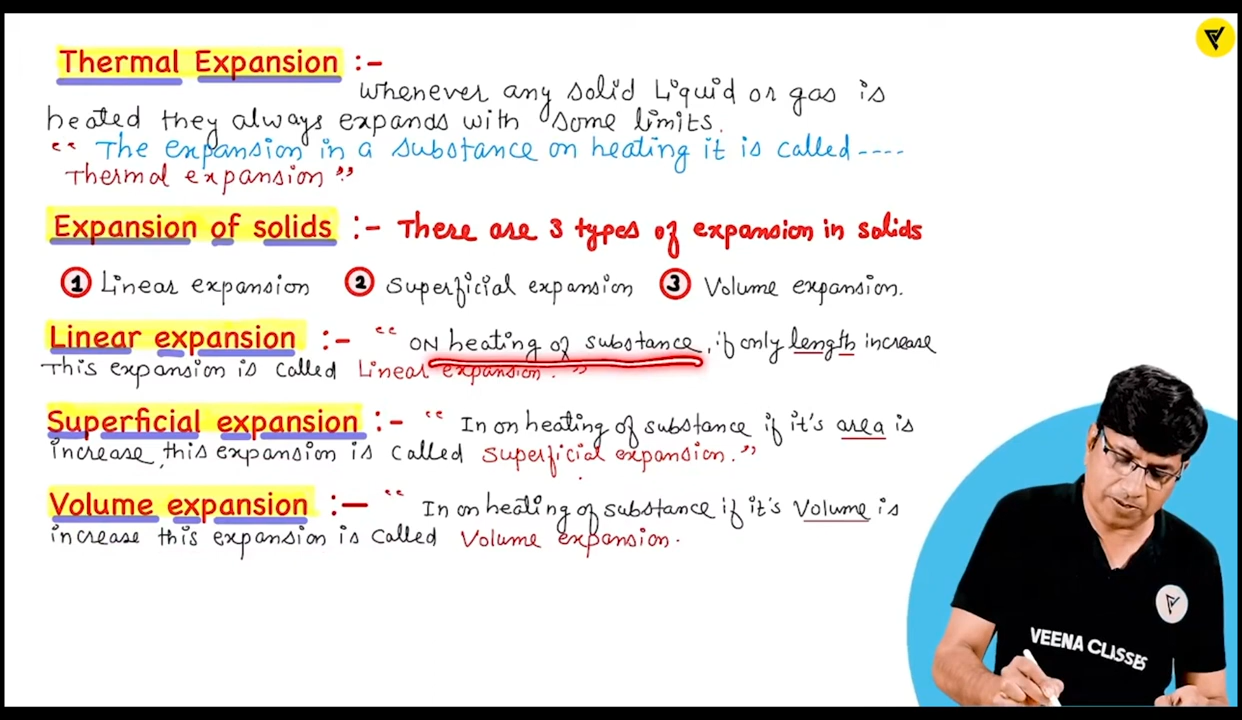 Thermal Expansion :-
Whenever any solid Liquid or gas is
heated they always expands with some limits.
“ The expansion in a substance on heating it is called ----
Thermal expansion ”
Expansion of solids :- There are 3 types of expansion in solids
1 Linear expansion 2 Superficial expansion 3 Volume expansion.
Linear expansion :- “ ON heating of substance, if only length increase
This expansion is called Linear expansion. ”
Superficial expansion :- “ In on heating of substance if it's area is
increase, this expansion is called Superficial expansion. ”
Volume expansion :- “ In on heating of substance if it's Volume is
increase this expansion is called Volume expansion.
VEENA CLASSES